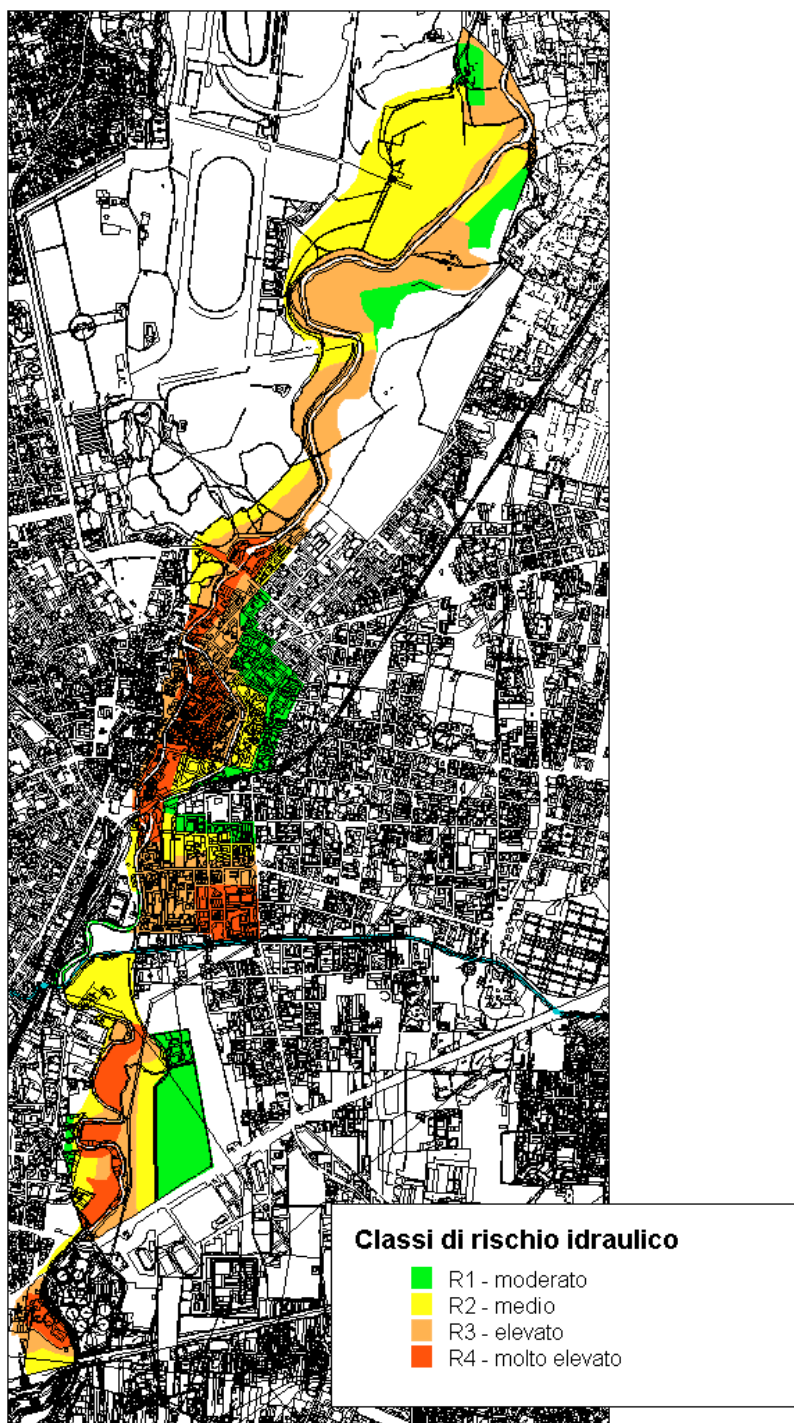 Classi di rischio idraulico
R1 - moderato
R2 - medio
R3 - elevato
R4 - molto elevato